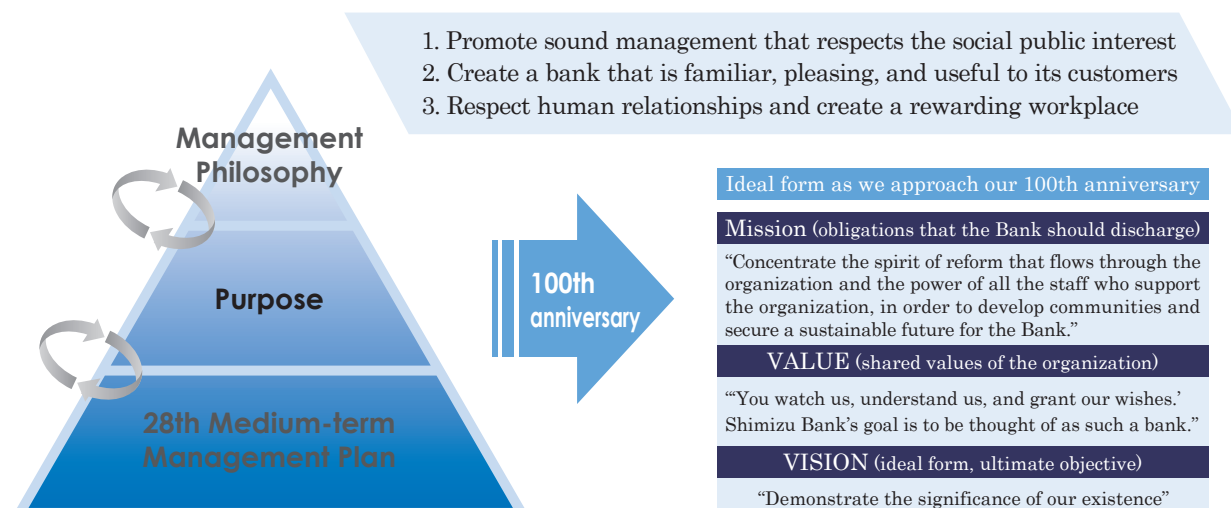 1. Promote sound management that respects the social public interest
2. Create a bank that is familiar, pleasing, and useful to its customers
3. Respect human relationships and create a rewarding workplace
Management
Philosophy
Purpose
28th Medium-term
Management Plan
100th
anniversary
Ideal form as we approach our 100th anniversary
Mission (obligations that the Bank should discharge)
“Concentrate the spirit of reform that flows through the
organization and the power of all the staff who support
the organization, in order to develop communities and
secure a sustainable future for the Bank.”
VALUE (shared values of the organization)
“‘You watch us, understand us, and grant our wishes.’
Shimizu Bank’s goal is to be thought of as such a bank.”
VISION (ideal form, ultimate objective)
“Demonstrate the significance of our existence”